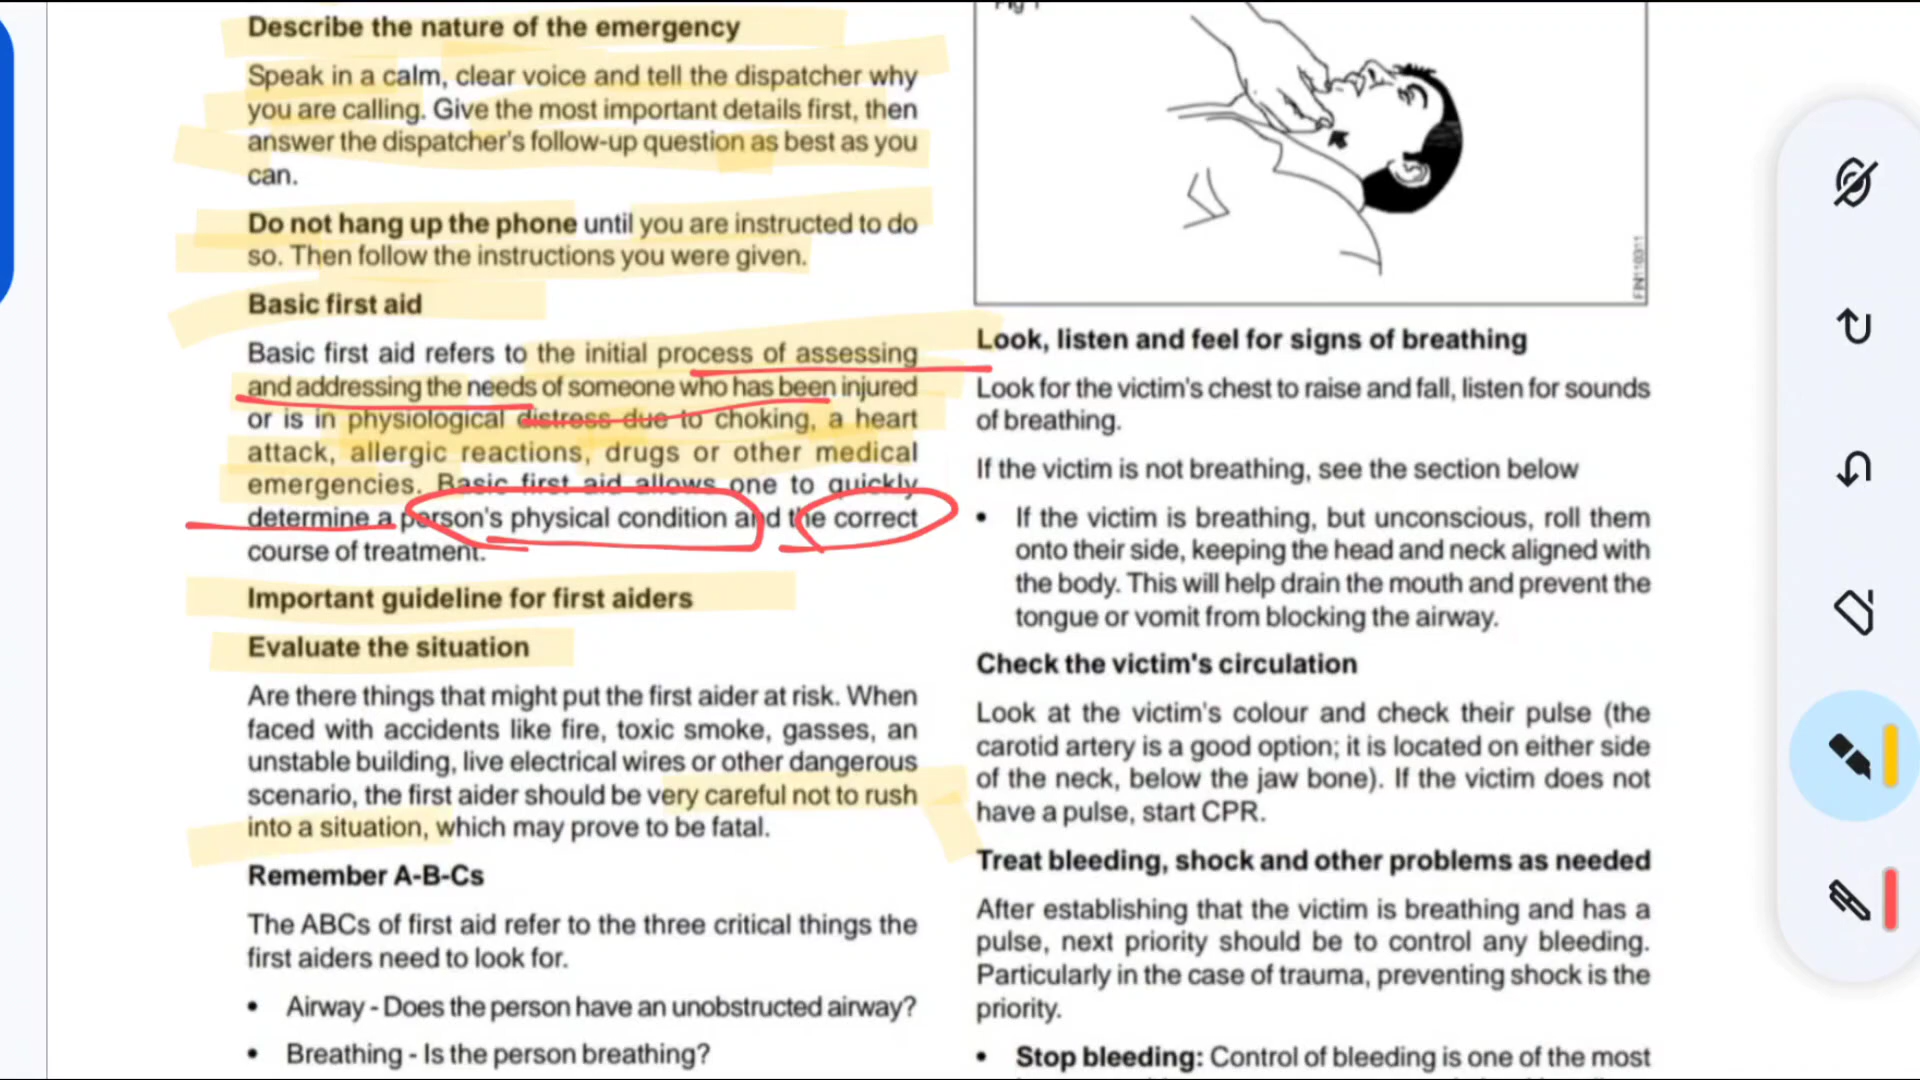 Describe the nature of the emergency
Speak in a calm, clear voice and tell the dispatcher why
you are calling. Give the most important details first, then
answer the dispatcher's follow-up question as best as you
can.
Do not hang up the phone until you are instructed to do
so. Then follow the instructions you were given.
Basic first aid
Basic first aid refers to the initial process of assessing
and addressing the needs of someone who has been injured
or is in physiological distress due to choking, a heart
attack, allergic reactions, drugs or other medical
emergencies. Basic first aid allows one to quickly
determine a person's physical condition and the correct
course of treatment.
Important guideline for first aiders
Evaluate the situation
Are there things that might put the first aider at risk. When
faced with accidents like fire, toxic smoke, gasses, an
unstable building, live electrical wires or other dangerous
scenario, the first aider should be very careful not to rush
into a situation, which may prove to be fatal.
Remember A-B-Cs
The ABCs of first aid refer to the three critical things the
first aiders need to look for.
• Airway - Does the person have an unobstructed airway?
• Breathing - Is the person breathing?
Fig 1
Look, listen and feel for signs of breathing
Look for the victim's chest to raise and fall, listen for sounds
of breathing.
If the victim is not breathing, see the section below
• If the victim is breathing, but unconscious, roll them
onto their side, keeping the head and neck aligned with
the body. This will help drain the mouth and prevent the
tongue or vomit from blocking the airway.
Check the victim's circulation
Look at the victim's colour and check their pulse (the
carotid artery is a good option; it is located on either side
of the neck, below the jaw bone). If the victim does not
have a pulse, start CPR.
Treat bleeding, shock and other problems as needed
After establishing that the victim is breathing and has a
pulse, next priority should be to control any bleeding.
Particularly in the case of trauma, preventing shock is the
priority.
• Stop bleeding: Control of bleeding is one of the most